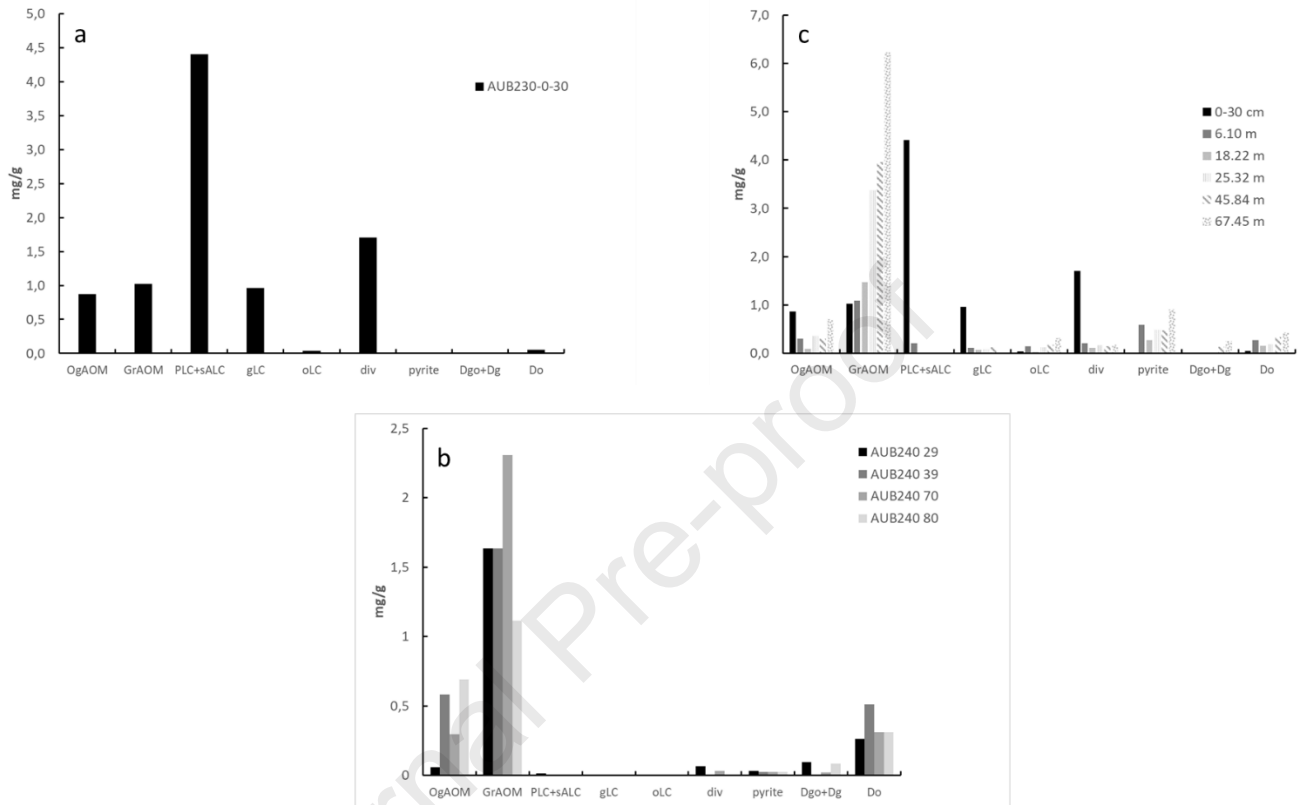 a
5,0
4,5
4,0
3,5
3,0
2,5
2,0
1,5
1,0
0,5
0,0
mg/g
AUB230-0-30
OgAOM GrAOM PLC+sALC gLC oLC div pyrite Dgo+Dg Do
c
7,0
6,0
5,0
4,0
3,0
2,0
1,0
0,0
mg/g
0-30 cm
6.10 m
18.22 m
25.32 m
45.84 m
67.45 m
OgAOM GrAOM PLC+sALC gLC oLC div pyrite Dgo+Dg Do
b
2,5
2
1,5
1
0,5
0
mg/g
AUB240 29
AUB240 39
AUB240 70
AUB240 80
OgAOM GrAOM PLC+sALC gLC oLC div pyrite Dgo+Dg Do
rnal Pre-proof